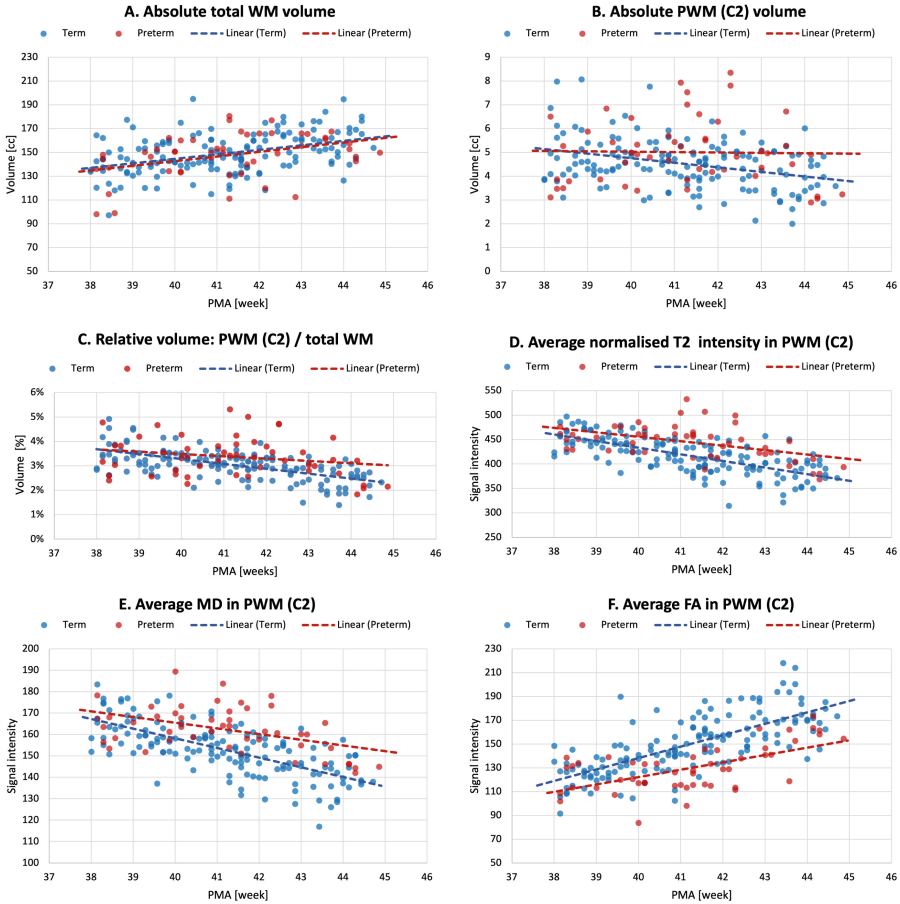 A. Absolute total WM volume
Term Preterm Linear (Term) Linear (Preterm)
230
210
190
170
150
130
110
90
70
50
Volume [cc]
37 38 39 40 41 42 43 44 45 46
PMA [week]
B. Absolute PWM (C2) volume
Term Preterm Linear (Term) Linear (Preterm)
9
8
7
6
5
4
3
2
1
0
Volume [cc]
37 38 39 40 41 42 43 44 45 46
PMA [week]
C. Relative volume: PWM (C2) / total WM
Term Preterm Linear (Term) Linear (Preterm)
6%
5%
4%
3%
2%
1%
0%
Volume [%]
37 38 39 40 41 42 43 44 45 46
PMA [weeks]
D. Average normalised T2 intensity in PWM (C2)
Term Preterm Linear (Term) Linear (Preterm)
550
500
450
400
350
300
250
Signal intensity
37 38 39 40 41 42 43 44 45 46
PMA [week]
E. Average MD in PWM (C2)
Term Preterm Linear (Term) Linear (Preterm)
200
190
180
170
160
150
140
130
120
110
100
Signal intensity
37 38 39 40 41 42 43 44 45 46
PMA [week]
F. Average FA in PWM (C2)
Term Preterm Linear (Term) Linear (Preterm)
230
210
190
170
150
130
110
90
70
50
Signal intensity
37 38 39 40 41 42 43 44 45 46
PMA [week]